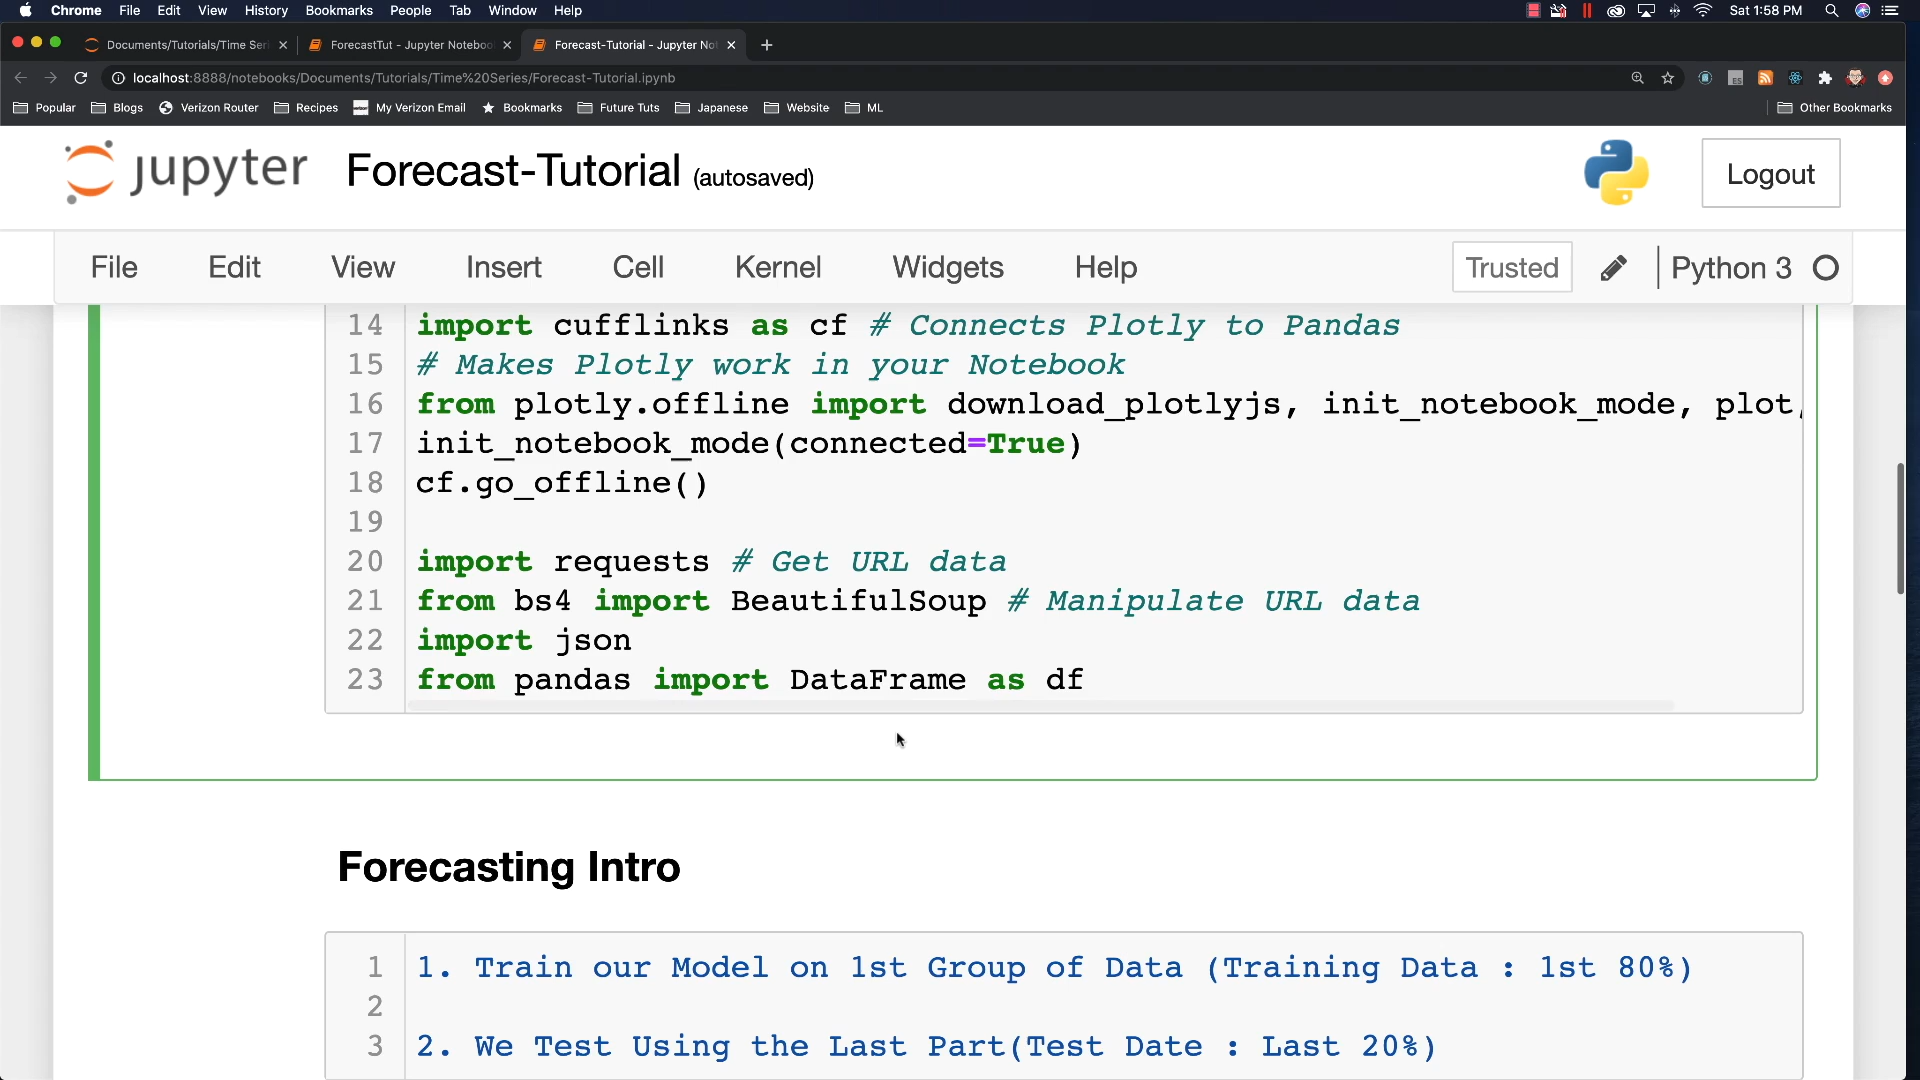 Chrome File Edit View History Bookmarks People Tab Window Help Sat 1:58 PM
Documents/Tutorials/Time Seri ForecastTut - Jupyter Noteboo Forecast-Tutorial - Jupyter Not
localhost:8888/notebooks/Documents/Tutorials/Time%20Series/Forecast-Tutorial.ipynb
Popular Blogs Verizon Router Recipes My Verizon Email Bookmarks Future Tuts Japanese Website ML Other Bookmarks
jupyter Forecast-Tutorial (autosaved) Logout
File Edit View Insert Cell Kernel Widgets Help Trusted Python 3
14 import cufflinks as cf # Connects Plotly to Pandas
15 # Makes Plotly work in your Notebook
16 from plotly.offline import download_plotlyjs, init_notebook_mode, plot,
17 init_notebook_mode(connected=True)
18 cf.go_offline()
19
20 import requests # Get URL data
21 from bs4 import BeautifulSoup # Manipulate URL data
22 import json
23 from pandas import DataFrame as df
Forecasting Intro
1 1. Train our Model on 1st Group of Data (Training Data : 1st 80%)
2
3 2. We Test Using the Last Part(Test Date : Last 20%)